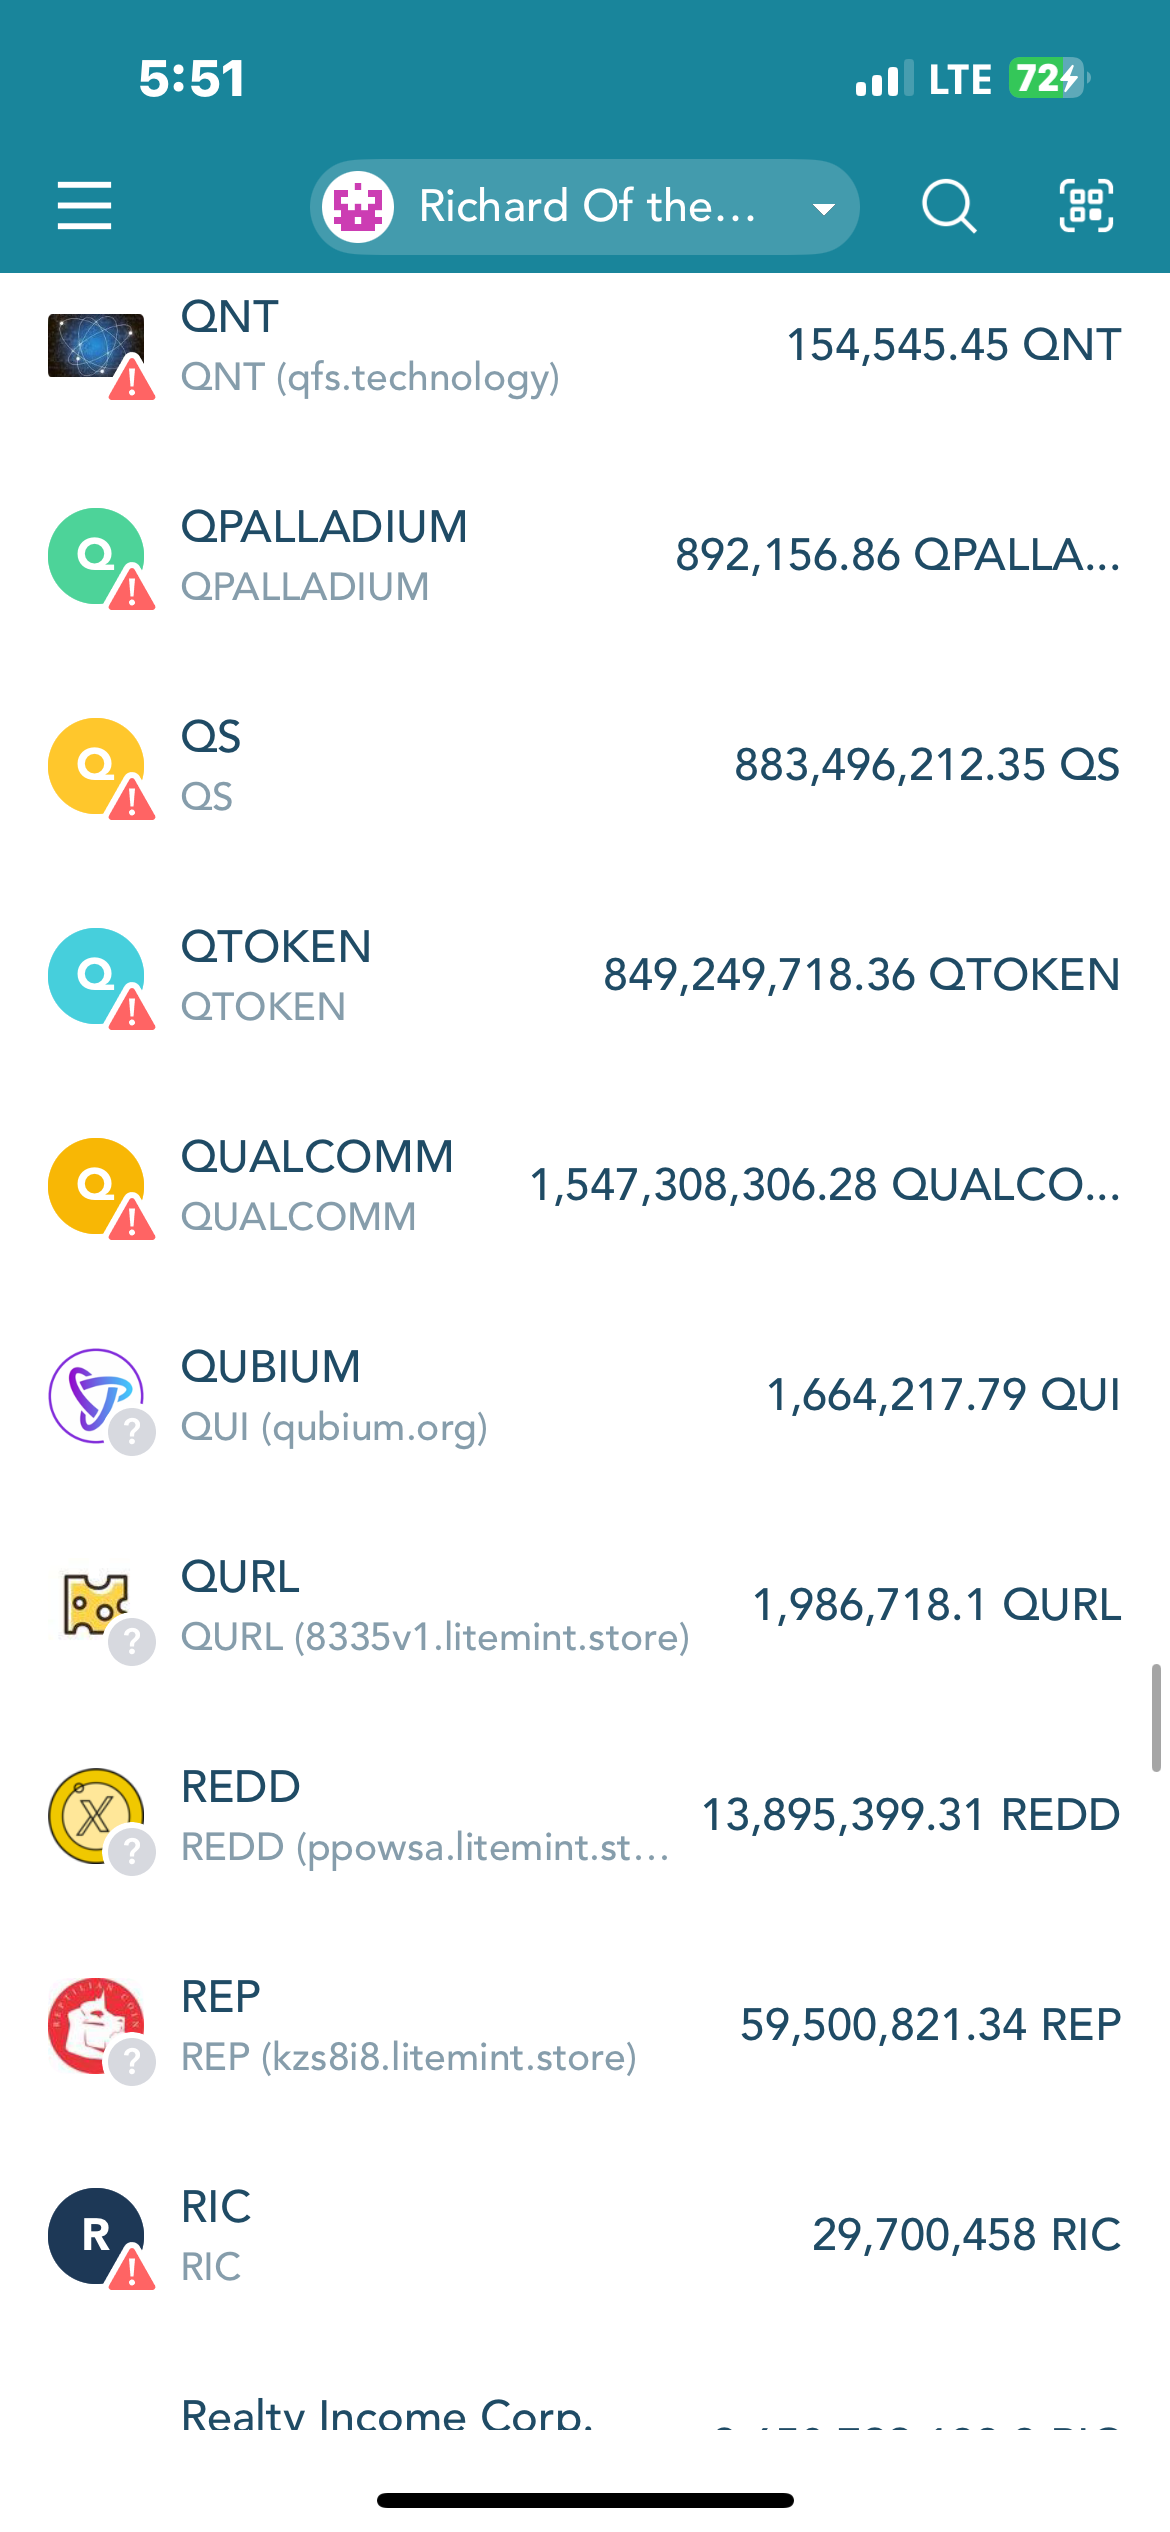 5:51
LTE 72
Richard Of the...
QNT
154,545.45 QNT
QNT (qfs.technology)
Q
QPALLADIUM
892,156.86 QPALLA...
QPALLADIUM
Q
QS
883,496,212.35 QS
QS
Q
QTOKEN
849,249,718.36 QTOKEN
QTOKEN
Q
QUALCOMM
1,547,308,306.28 QUALCO...
QUALCOMM
QUBIUM
1,664,217.79 QUI
QUI (qubium.org)
?
QURL
1,986,718.1 QURL
QURL (8335v1.litemint.store)
?
REDD
13,895,399.31 REDD
REDD (ppowsa.litemint.st...
?
REPTILIAN COIN
REP
59,500,821.34 REP
REP (kzs8i8.litemint.store)
?
R
RIC
29,700,458 RIC
RIC
Realty Income Corp.